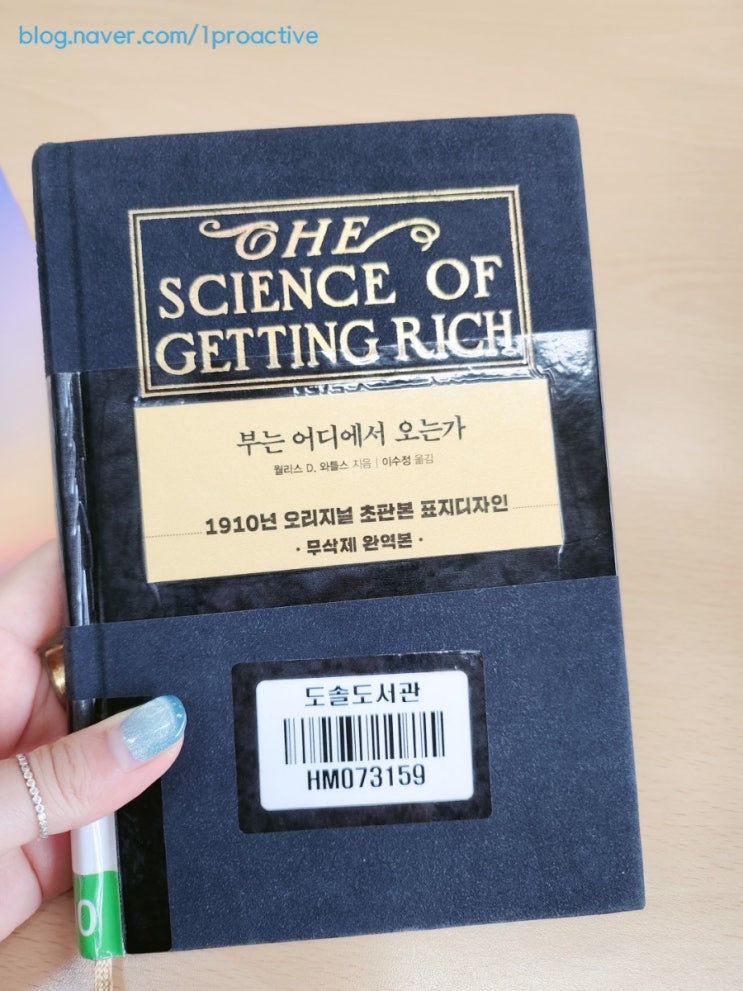 blog.naver.com/1proactive
THE
SCIENCE OF
GETTING RICH
부는 어디에서 오는가
월리스 D. 와틀스 지음 | 이수정 옮김
1910년 오리지널 초판본 표지디자인
· 무삭제 완역본 ·
도솔도서관
HM073159
0